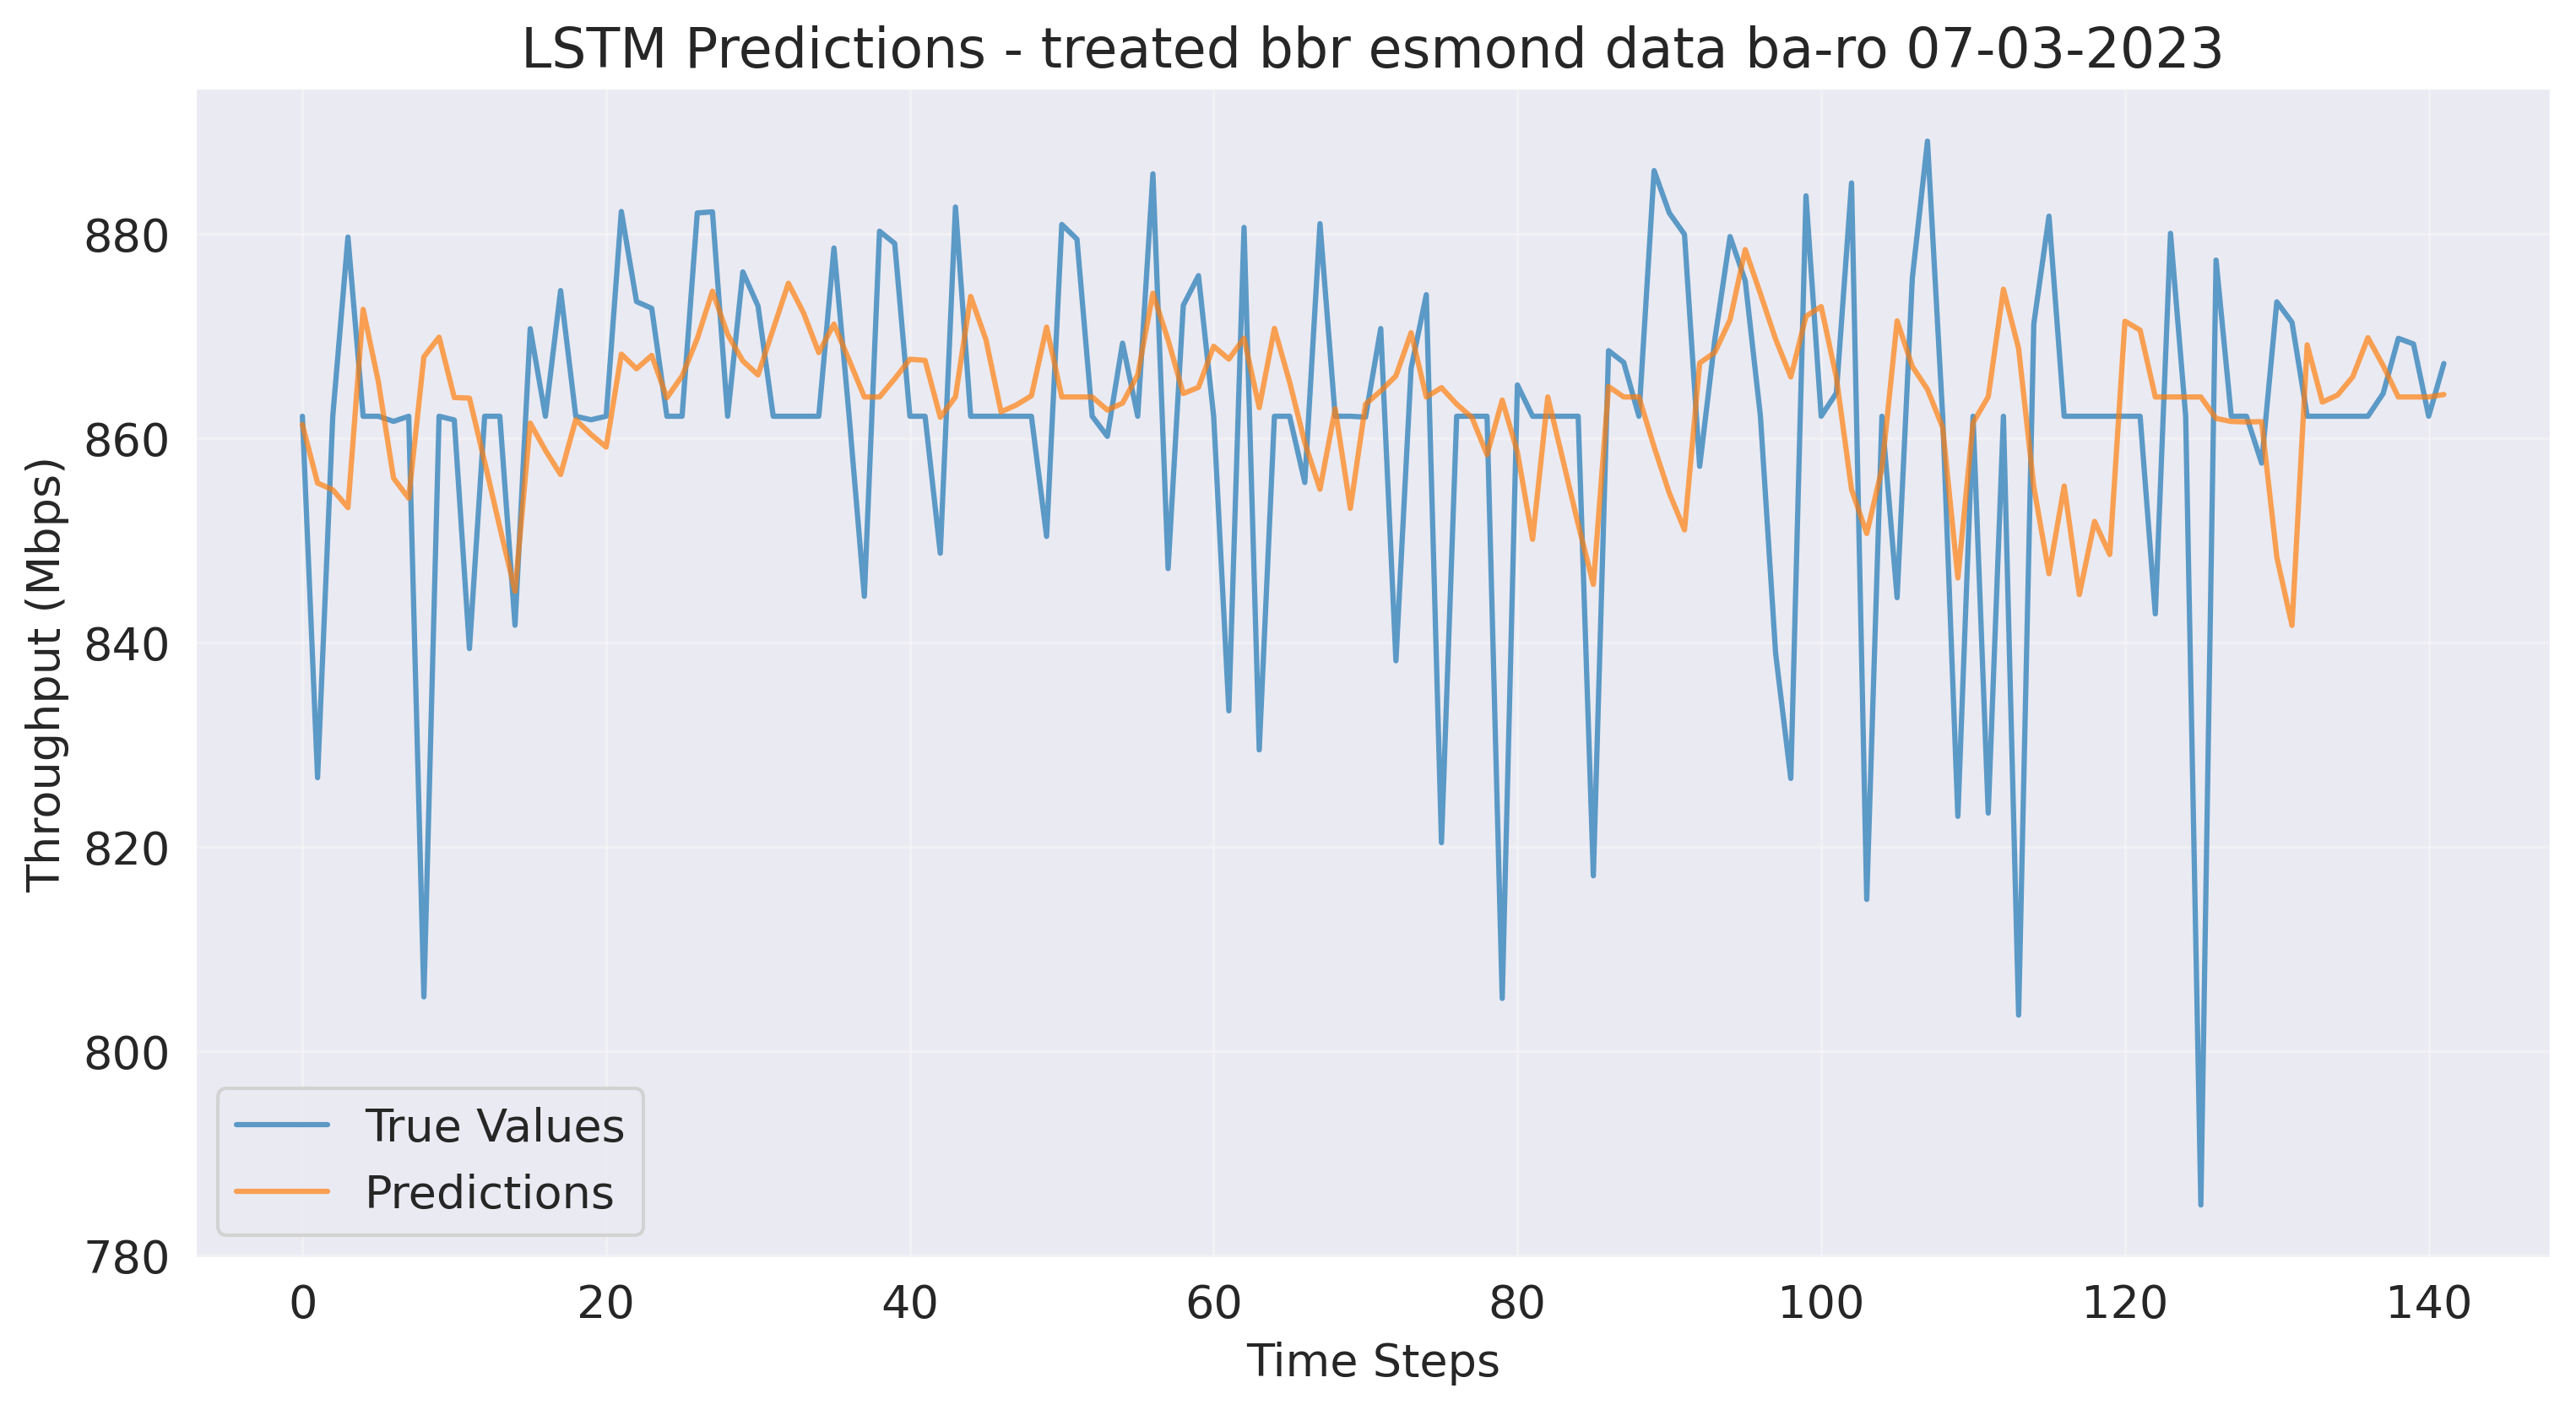 LSTM Predictions - treated bbr esmond data ba-ro 07-03-2023
Throughput (Mbps)
880
860
840
820
800
780
True Values
Predictions
0 20 40 60 80 100 120 140
Time Steps